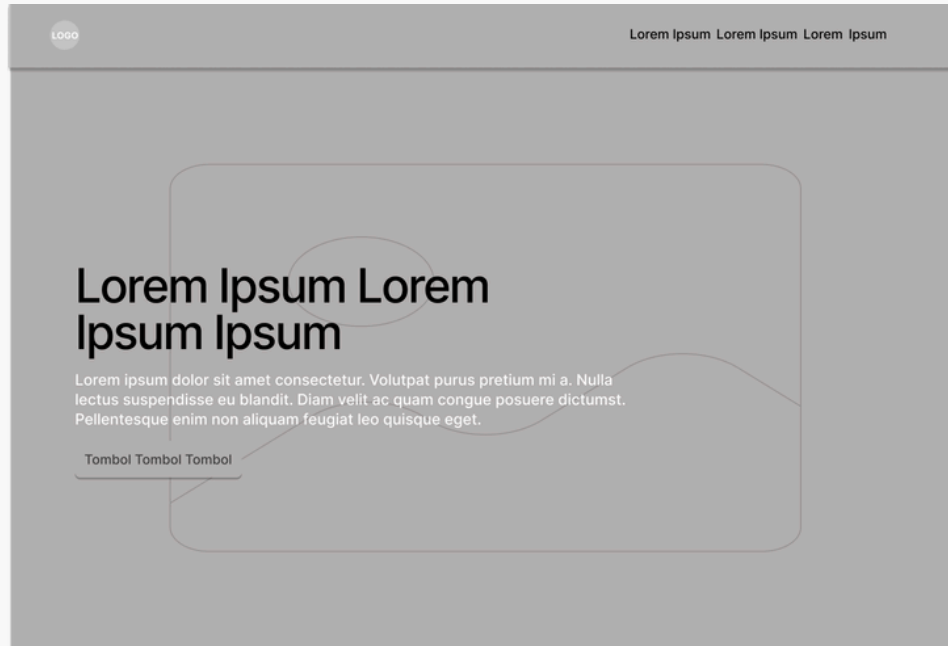 LOGO
Lorem Ipsum Lorem Ipsum Lorem Ipsum
Lorem Ipsum Lorem
Ipsum Ipsum
Lorem ipsum dolor sit amet consectetur. Volutpat purus pretium mi a. Nulla
lectus suspendisse eu blandit. Diam velit ac quam congue posuere dictumst.
Pellentesque enim non aliquam feugiat leo quisque eget.
Tombol Tombol Tombol